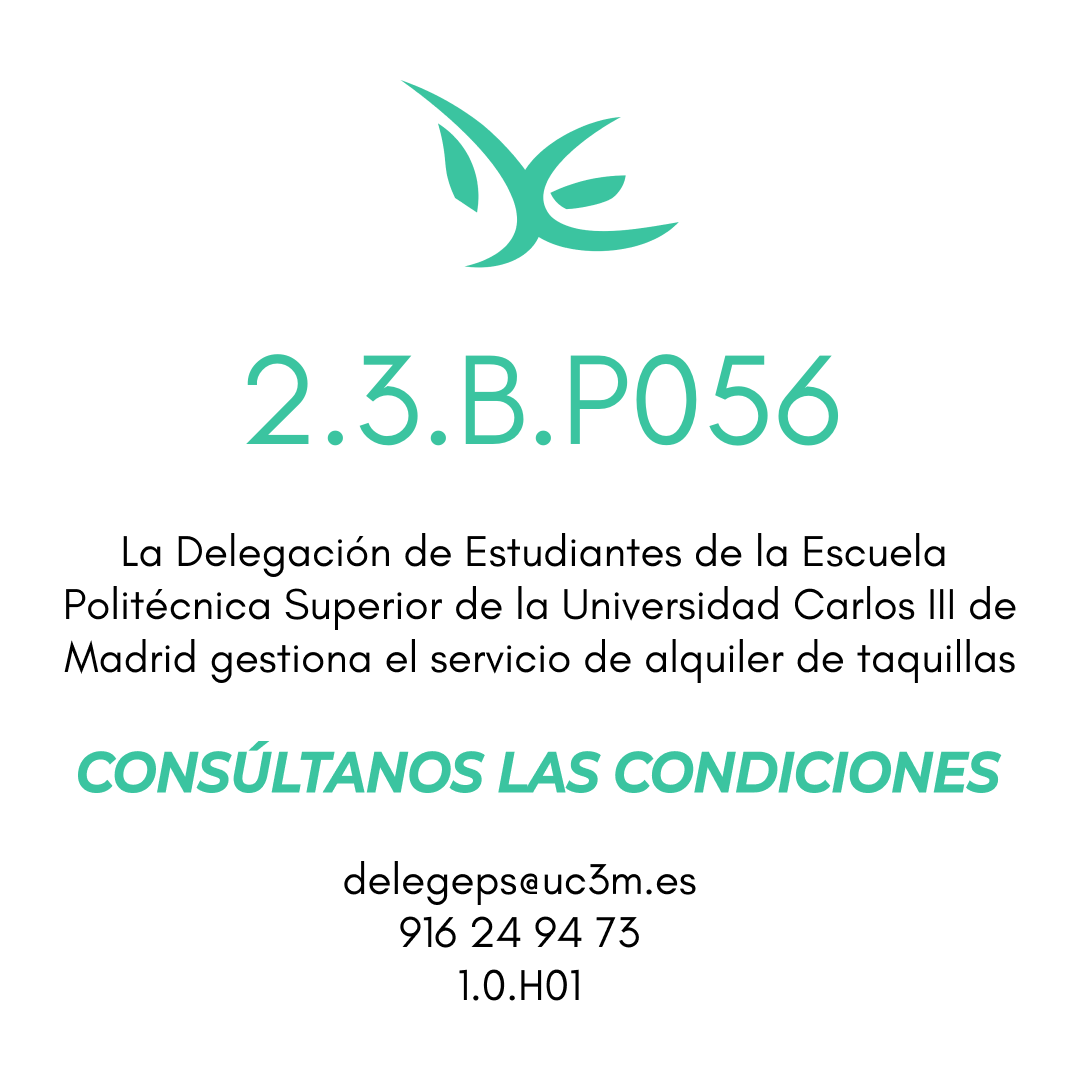 2.3.B.P056
La Delegación de Estudiantes de la Escuela
Politécnica Superior de la Universidad Carlos III de
Madrid gestiona el servicio de alquiler de taquillas
CONSÚLTANOS LAS CONDICIONES
delegeps@uc3m.es
916 24 94 73
1.0.H01